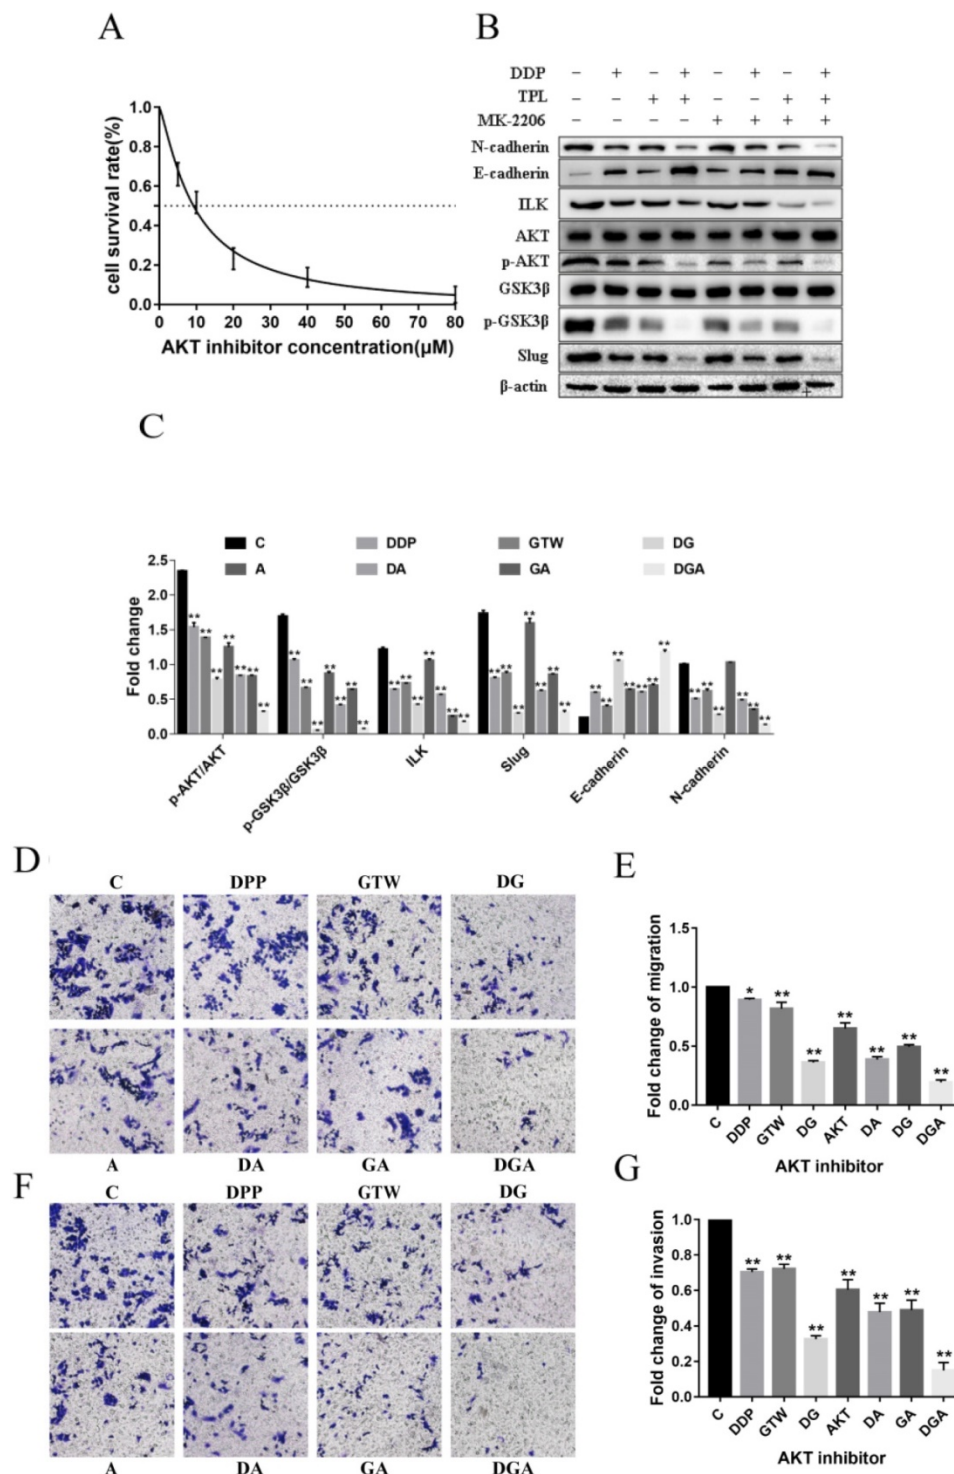 A
cell survival rate(%)
1.0
0.8
0.6
0.4
0.2
0.0
0 10 20 30 40 50 60 70 80
AKT inhibitor concentration(μM)
B
DDP − + − + − + − +
TPL − − + + − − + +
MK-2206 − − − − + + + +
N-cadherin
E-cadherin
ILK
AKT
p-AKT
GSK3β
p-GSK3β
Slug
β-actin
+
C
C DDP GTW DG
A DA GA DGA
Fold change
2.5
2.0
1.5
1.0
0.5
0.0
** ** ** ** ** ** **
** ** ** ** ** ** **
** ** ** ** ** ** **
** ** ** ** ** ** **
** ** ** ** ** ** **
** ** ** ** ** **
p-AKT/AKT
p-GSK3β/GSK3β
ILK
Slug
E-cadherin
N-cadherin
D
C DPP GTW DG
A DA GA DGA
E
Fold change of migration
1.5
1.0
0.5
0.0
* ** ** ** ** ** **
C DDP GTW DG AKT DA DG DGA
AKT inhibitor
F
C DPP GTW DG
A DA GA DGA
G
Fold change of invasion
1.0
0.8
0.6
0.4
0.2
0.0
** ** ** ** ** ** **
C DDP GTW DG AKT DA GA DGA
AKT inhibitor